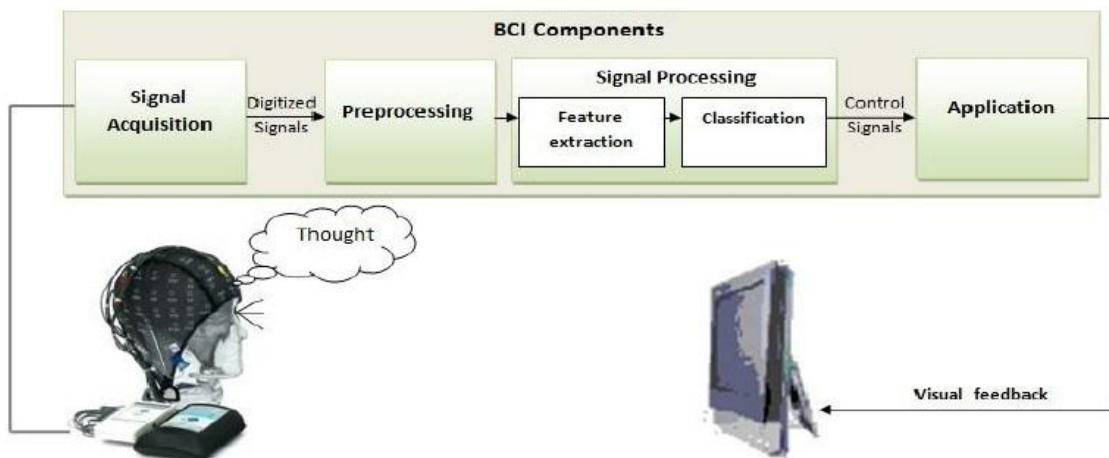 BCI Components
Signal
Acquisition
Digitized
Signals
Preprocessing
Signal Processing
Feature
extraction
Classification
Control
Signals
Application
Thought
Visual feedback